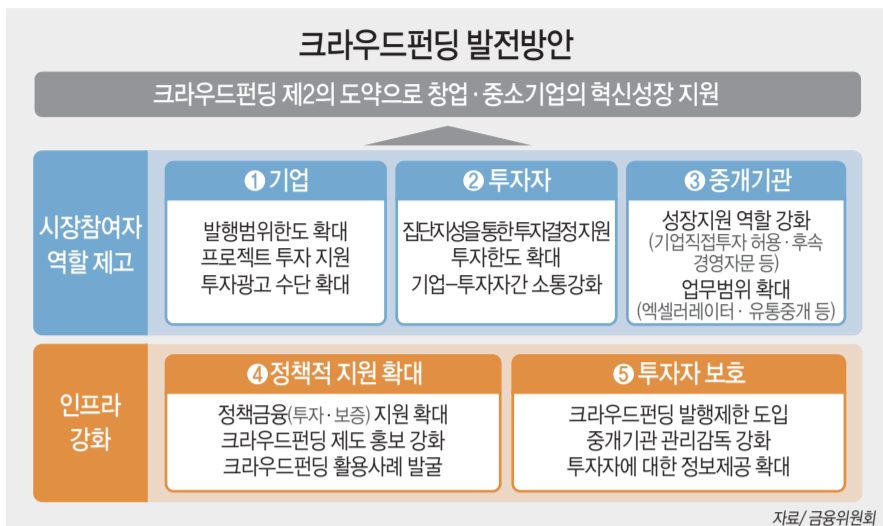 크라우드펀딩 발전방안
크라우드펀딩 제2의 도약으로 창업·중소기업의 혁신성장 지원
시장참여자
역할 제고
❶ 기업
발행범위한도 확대
프로젝트 투자 지원
투자광고 수단 확대
❷ 투자자
집단지성을 통한 투자결정 지원
투자한도 확대
기업–투자자간 소통강화
❸ 중개기관
성장지원 역할 강화
(기업직접투자 허용·후속
경영자문 등)
업무범위 확대
(엑셀러레이터·유통중개 등)
인프라
강화
❹ 정책적 지원 확대
정책금융(투자·보증) 지원 확대
크라우드펀딩 제도 홍보 강화
크라우드펀딩 활용사례 발굴
❺ 투자자 보호
크라우드펀딩 발행제한 도입
중개기관 관리감독 강화
투자자에 대한 정보제공 확대
자료/금융위원회